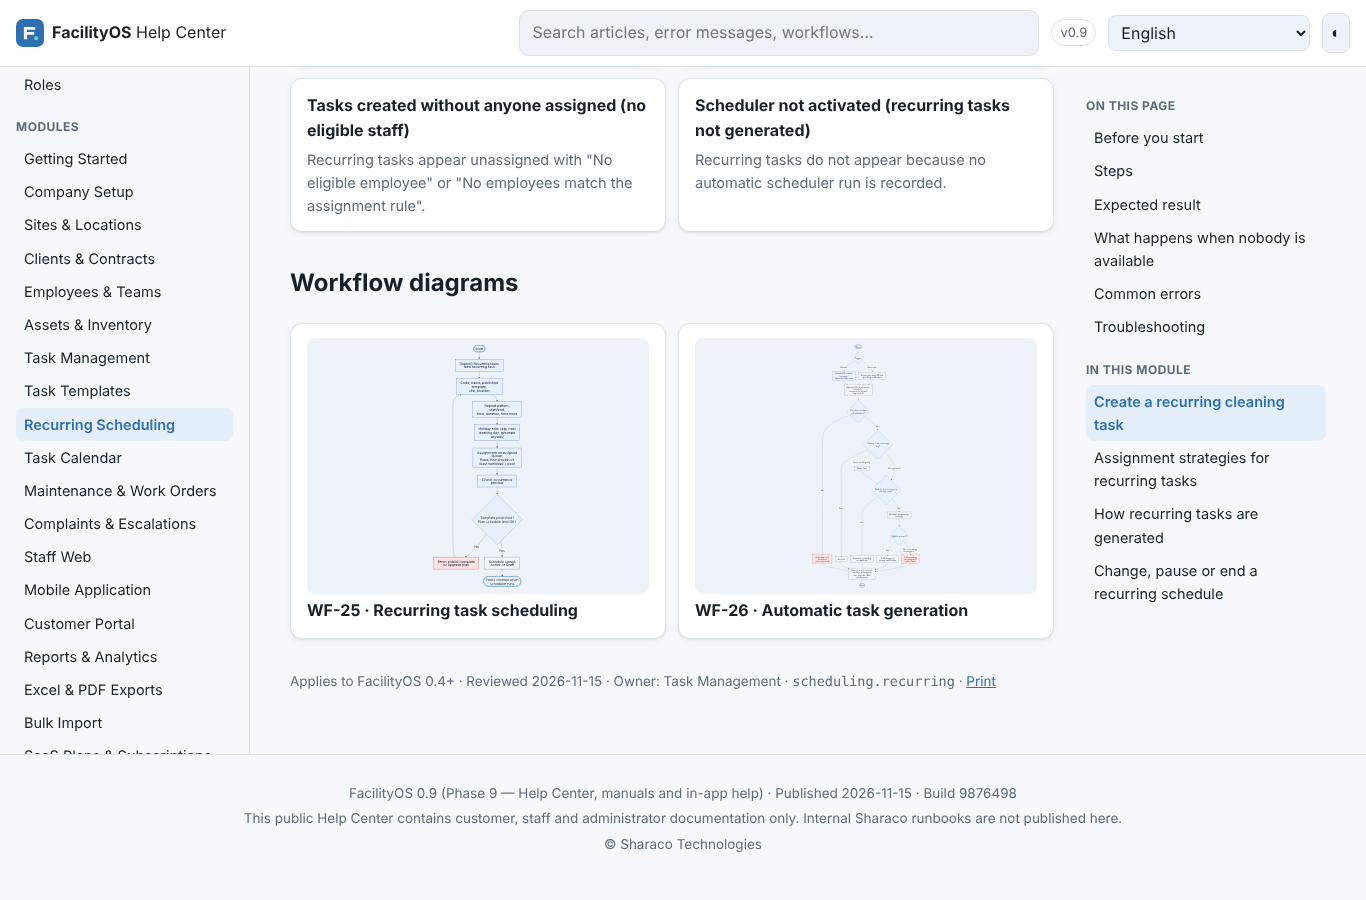 FacilityOS Help Center
Search articles, error messages, workflows...
v0.9
English
Roles
MODULES
Getting Started
Company Setup
Sites & Locations
Clients & Contracts
Employees & Teams
Assets & Inventory
Task Management
Task Templates
Recurring Scheduling
Task Calendar
Maintenance & Work Orders
Complaints & Escalations
Staff Web
Mobile Application
Customer Portal
Reports & Analytics
Excel & PDF Exports
Bulk Import
SaaS Plans & Subscriptions
Tasks created without anyone assigned (no
eligible staff)
Recurring tasks appear unassigned with "No
eligible employee" or "No employees match the
assignment rule".
Scheduler not activated (recurring tasks
not generated)
Recurring tasks do not appear because no
automatic scheduler run is recorded.
Workflow diagrams
WF-25 · Recurring task scheduling
WF-26 · Automatic task generation
Applies to FacilityOS 0.4+ · Reviewed 2026-11-15 · Owner: Task Management · scheduling.recurring · Print
ON THIS PAGE
Before you start
Steps
Expected result
What happens when nobody is
available
Common errors
Troubleshooting
IN THIS MODULE
Create a recurring cleaning
task
Assignment strategies for
recurring tasks
How recurring tasks are
generated
Change, pause or end a
recurring schedule
FacilityOS 0.9 (Phase 9 — Help Center, manuals and in-app help) · Published 2026-11-15 · Build 9876498
This public Help Center contains customer, staff and administrator documentation only. Internal Sharaco runbooks are not published here.
© Sharaco Technologies